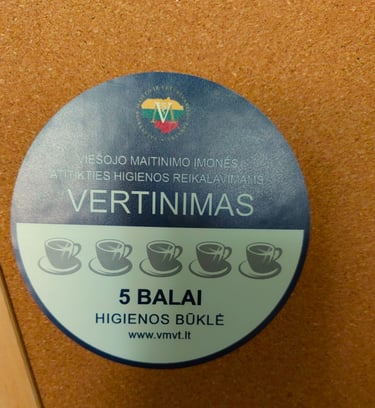 VIEŠOJO MAITINIMO ĮMONĖS
ATITIKTIES HIGIENOS REIKALAVIMAMS
VERTINIMAS
5 BALAI
HIGIENOS BŪKLĖ
www.vmvt.lt